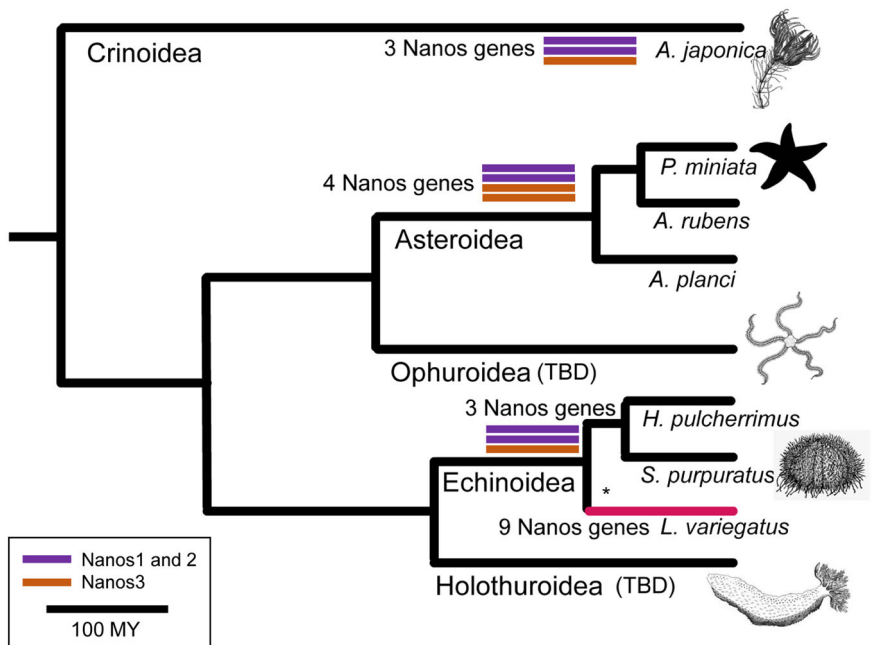 Crinoidea
3 Nanos genes
A. japonica
P. miniata
4 Nanos genes
A. rubens
Asteroidea
A. planci
Ophuroidea (TBD)
3 Nanos genes
H. pulcherrimus
S. purpuratus
Echinoidea
*
9 Nanos genes L. variegatus
Holothuroidea (TBD)
Nanos1 and 2
Nanos3
100 MY